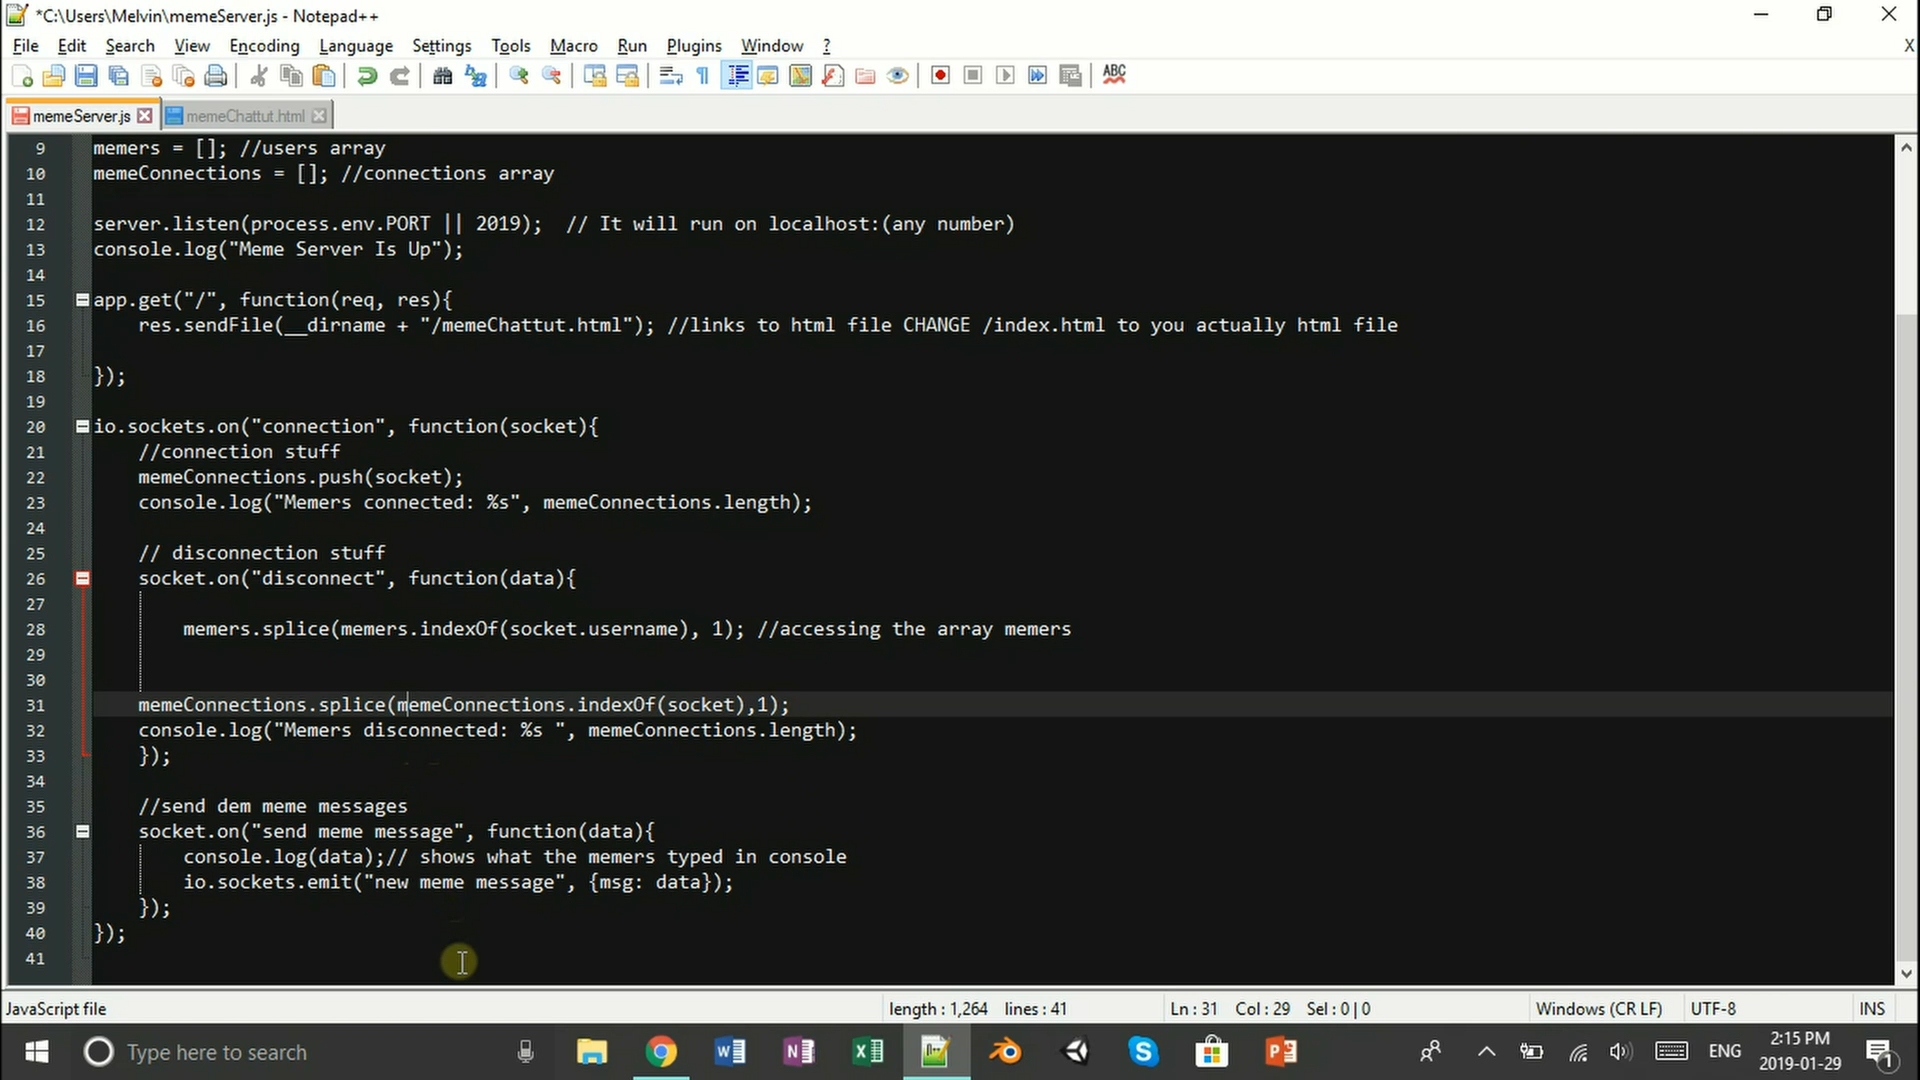 *C:\Users\Melvin\memeServer.js - Notepad++
File Edit Search View Encoding Language Settings Tools Macro Run Plugins Window ? X
ABC
memeServer.js memeChattut.html
9 memers = []; //users array
10 memeConnections = []; //connections array
11
12 server.listen(process.env.PORT || 2019);  // It will run on localhost:(any number)
13 console.log("Meme Server Is Up");
14
15 app.get("/", function(req, res){
16 res.sendFile(__dirname + "/memeChattut.html"); //links to html file CHANGE /index.html to you actually html file
17
18 });
19
20 io.sockets.on("connection", function(socket){
21 //connection stuff
22 memeConnections.push(socket);
23 console.log("Memers connected: %s", memeConnections.length);
24
25 // disconnection stuff
26 socket.on("disconnect", function(data){
27
28 memers.splice(memers.indexOf(socket.username), 1); //accessing the array memers
29
30
31 memeConnections.splice(memeConnections.indexOf(socket),1);
32 console.log("Memers disconnected: %s ", memeConnections.length);
33 });
34
35 //send dem meme messages
36 socket.on("send meme message", function(data){
37 console.log(data);// shows what the memers typed in console
38 io.sockets.emit("new meme message", {msg: data});
39 });
40 });
41
JavaScript file length : 1,264 lines : 41 Ln : 31 Col : 29 Sel : 0 | 0 Windows (CR LF) UTF-8 INS
Type here to search ENG 2:15 PM
2019-01-29 1